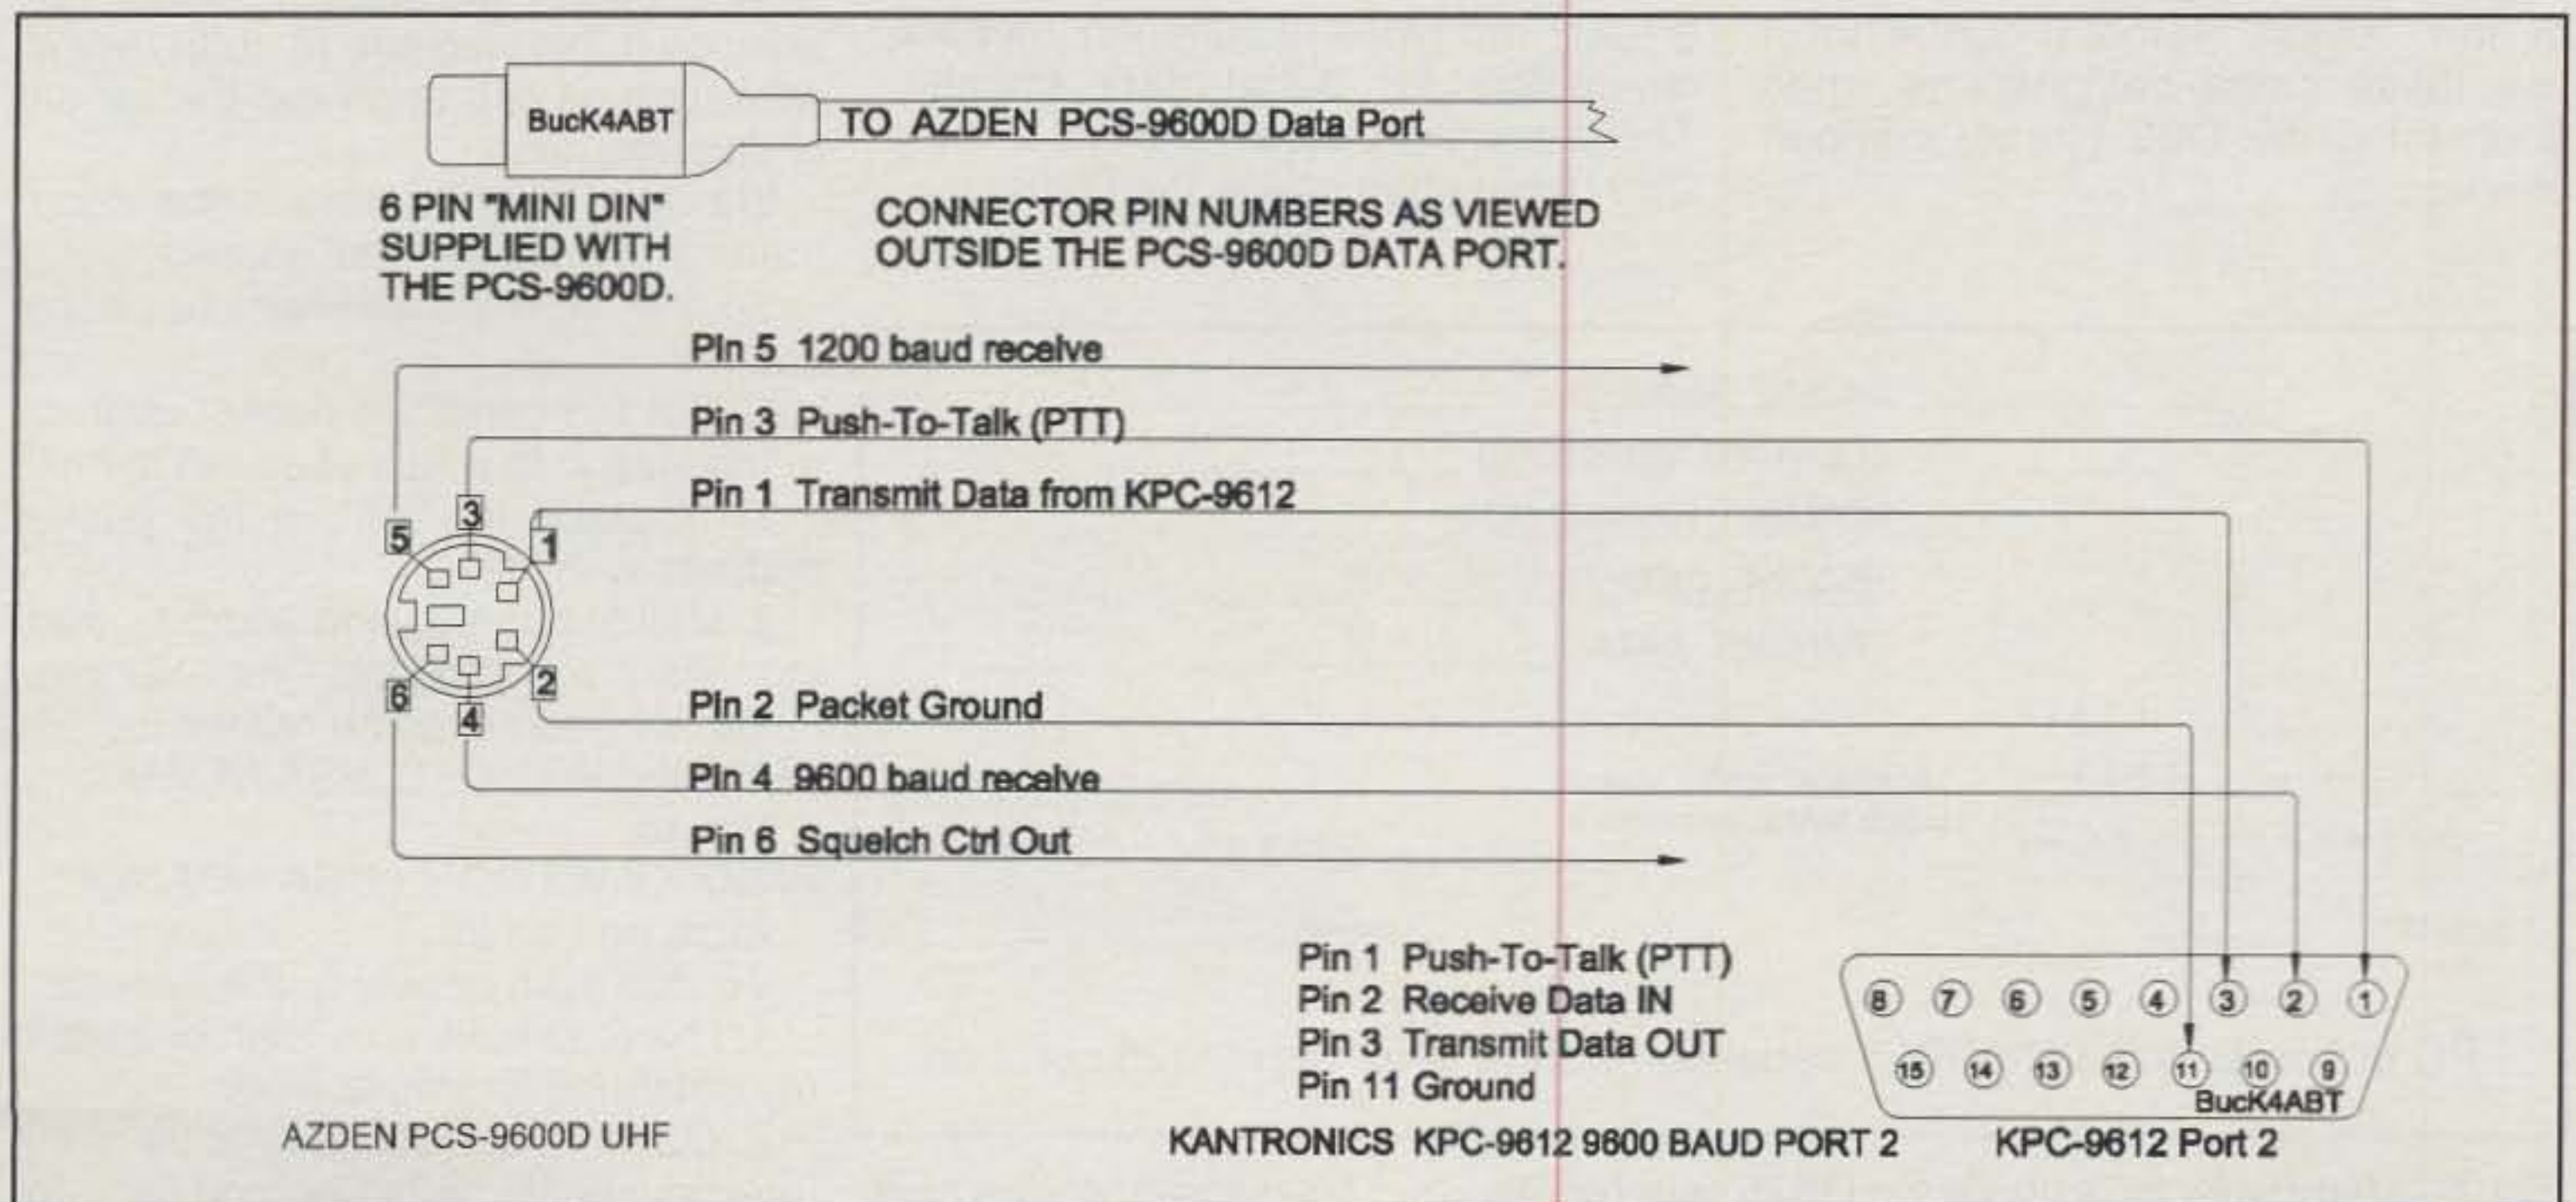 BucK4ABT
TO AZDEN PCS-9600D Data Port
6 PIN "MINI DIN"
SUPPLIED WITH
THE PCS-9600D.
CONNECTOR PIN NUMBERS AS VIEWED
OUTSIDE THE PCS-9600D DATA PORT.
Pin 5 1200 baud receive
Pin 3 Push-To-Talk (PTT)
Pin 1 Transmit Data from KPC-9612
3
5
1
6
2
4
Pin 2 Packet Ground
Pin 4 9600 baud receive
Pin 6 Squelch Ctrl Out
Pin 1 Push-To-Talk (PTT)
Pin 2 Receive Data IN
Pin 3 Transmit Data OUT
Pin 11 Ground
8 7 6 5 4 3 2 1
15 14 13 12 11 10 9
BucK4ABT
AZDEN PCS-9600D UHF
KANTRONICS KPC-9612 9600 BAUD PORT 2
KPC-9612 Port 2